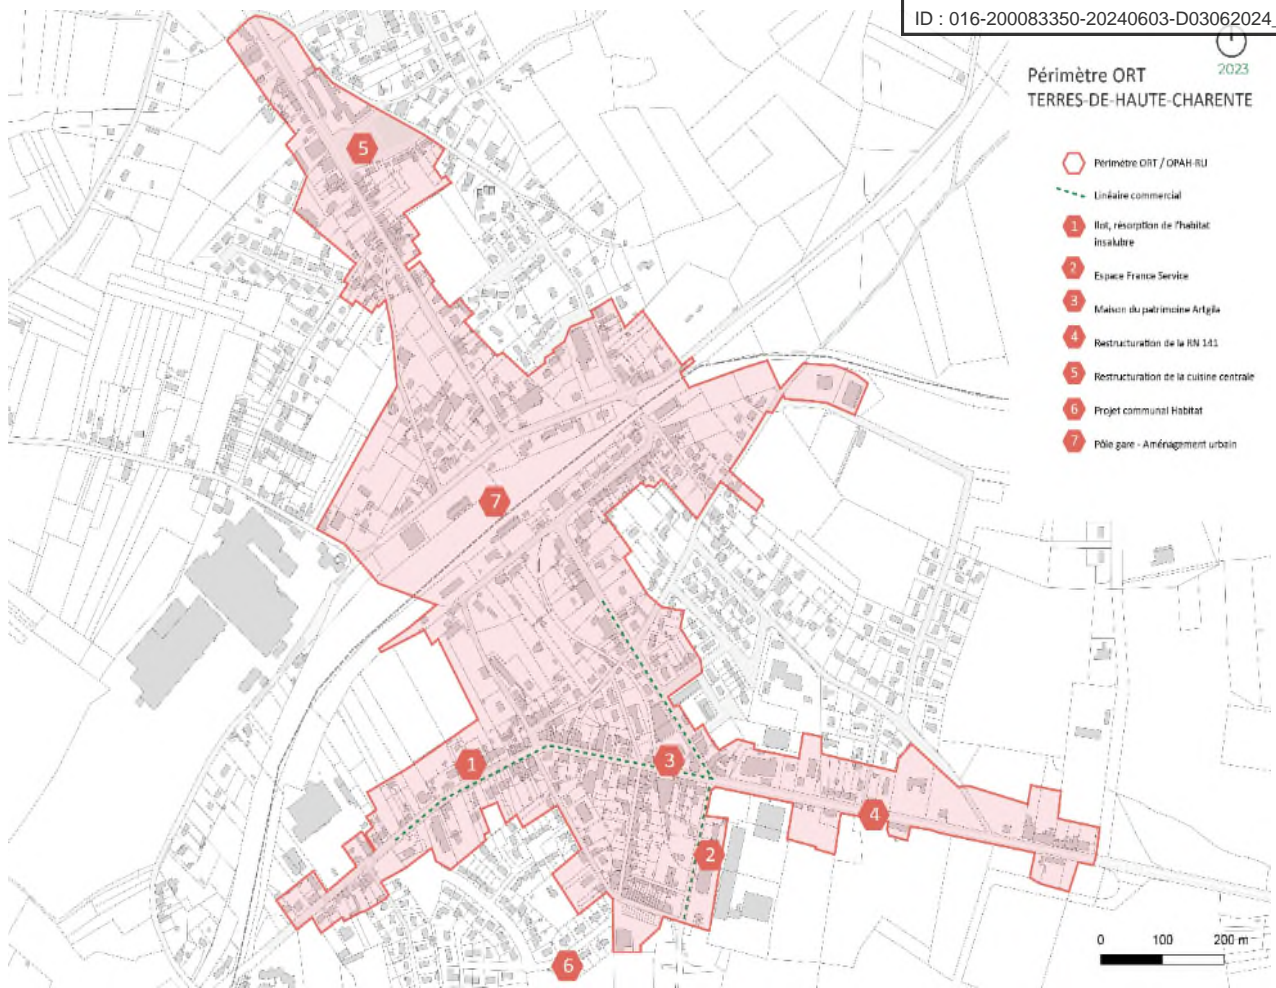 ID : 016-200083350-20240603-D03062024_
2023
Périmètre ORT
TERRES-DE-HAUTE-CHARENTE
Périmètre ORT / OPAH-RU
Linéaire commercial
1 Ilot, résorption de l'habitat
insalubre
2 Espace France Service
3 Maison du patrimoine Artgila
4 Restructuration de la RN 141
5 Restructuration de la cuisine centrale
6 Projet communal Habitat
7 Pôle gare - Aménagement urbain
5
7
1
3
4
2
6
0 100 200 m